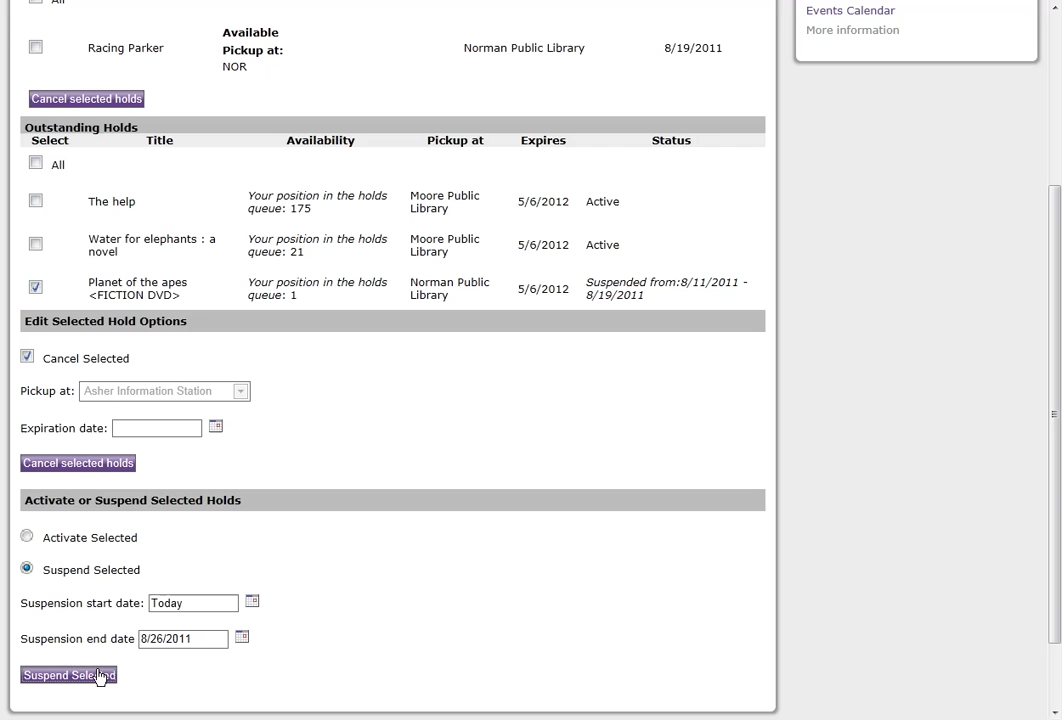 All
Events Calendar
More information
Racing Parker
Available
Pickup at:
NOR
Norman Public Library
8/19/2011
Cancel selected holds
Outstanding Holds
Select Title Availability Pickup at Expires Status
All
The help
Your position in the holds
queue: 175
Moore Public
Library
5/6/2012
Active
Water for elephants : a
novel
Your position in the holds
queue: 21
Moore Public
Library
5/6/2012
Active
Planet of the apes
<FICTION DVD>
Your position in the holds
queue: 1
Norman Public
Library
5/6/2012
Suspended from:8/11/2011 -
8/19/2011
Edit Selected Hold Options
Cancel Selected
Pickup at: Asher Information Station
Expiration date:
Cancel selected holds
Activate or Suspend Selected Holds
Activate Selected
Suspend Selected
Suspension start date: Today
Suspension end date 8/26/2011
Suspend Selected